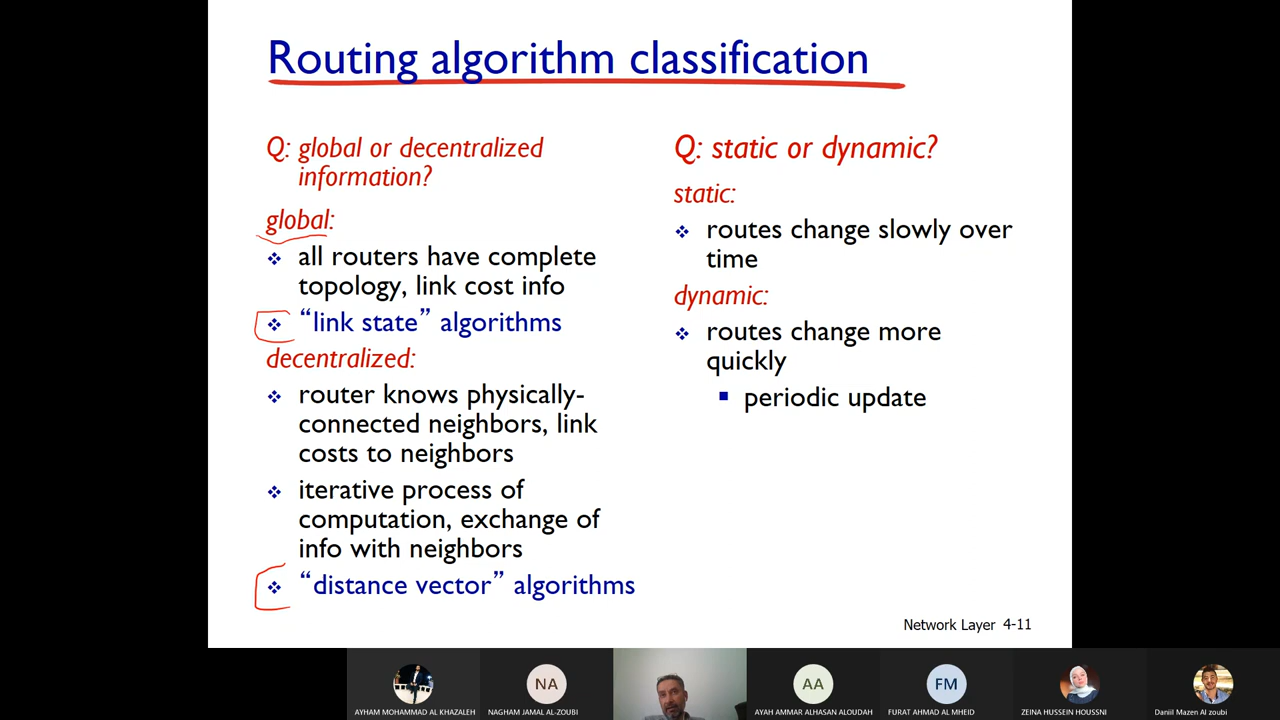 Routing algorithm classification
Q: global or decentralized
information?
global:
all routers have complete
topology, link cost info
“link state” algorithms
decentralized:
router knows physically-
connected neighbors, link
costs to neighbors
iterative process of
computation, exchange of
info with neighbors
“distance vector” algorithms
Q: static or dynamic?
static:
routes change slowly over
time
dynamic:
routes change more
quickly
periodic update
Network Layer 4-11
NA
AA
FM
AYHAM MOHAMMAD AL KHAZALEH
NAGHAM JAMAL AL-ZOUBI
AYAH AMMAR ALHASAN ALOUDAH
FURAT AHMAD AL MHEID
ZEINA HUSSEIN HOUSSNI
Daniil Mazen Al zoubi